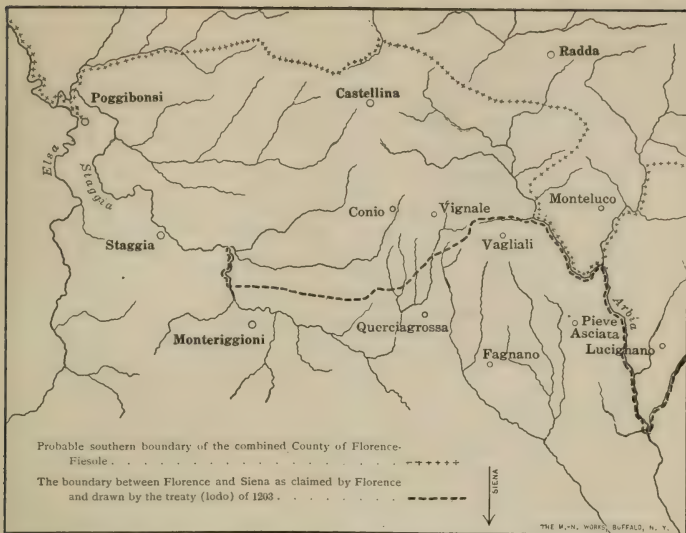 Radda
Poggibonsi
Castellina
Elsa
Staggia
Conio
Vignale
Monteluco
Staggia
Vagliali
Arbia
Monteriggioni
Querciagrossa
Pieve
Asciata
Lucignano
Fagnano
Probable southern boundary of the combined County of Florence-
Fiesole . . . . . . . . . . . . . . . . . . . .
The boundary between Florence and Siena as claimed by Florence
and drawn by the treaty (lodo) of 1203 . . . . . . . . .
SIENA
THE M.-N. WORKS, BUFFALO, N. Y.